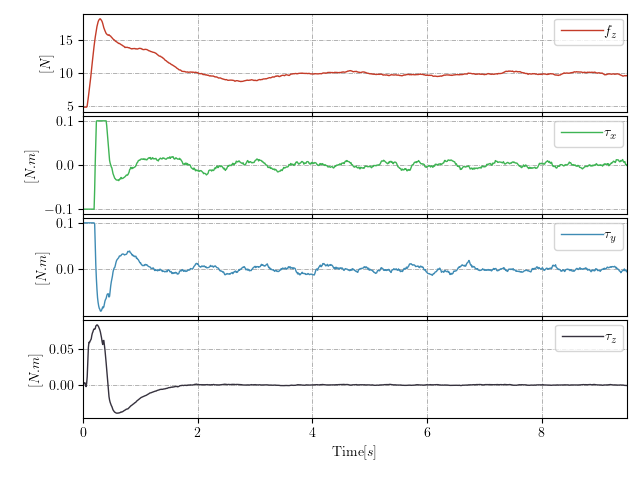 f_z
[N]
15
10
5
τ_x
[N.m]
0.1
0.0
−0.1
τ_y
[N.m]
0.1
0.0
τ_z
[N.m]
0.05
0.00
0 2 4 6 8
Time[s]